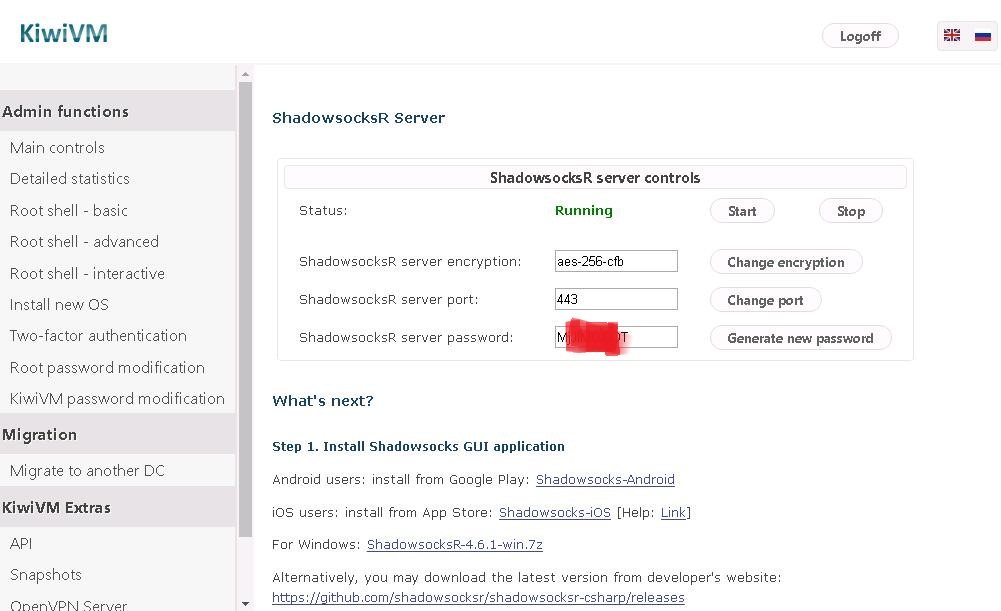 KiwiVM
Logoff
Admin functions
Main controls
Detailed statistics
Root shell - basic
Root shell - advanced
Root shell - interactive
Install new OS
Two-factor authentication
Root password modification
KiwiVM password modification
Migration
Migrate to another DC
KiwiVM Extras
API
Snapshots
OpenVPN Server
ShadowsocksR Server
ShadowsocksR server controls
Status: Running Start Stop
ShadowsocksR server encryption: aes-256-cfb Change encryption
ShadowsocksR server port: 443 Change port
ShadowsocksR server password: Generate new password
What's next?
Step 1. Install Shadowsocks GUI application
Android users: install from Google Play: Shadowsocks-Android
iOS users: install from App Store: Shadowsocks-iOS [Help: Link]
For Windows: ShadowsocksR-4.6.1-win.7z
Alternatively, you may download the latest version from developer's website:
https://github.com/shadowsocksr/shadowsocksr-csharp/releases